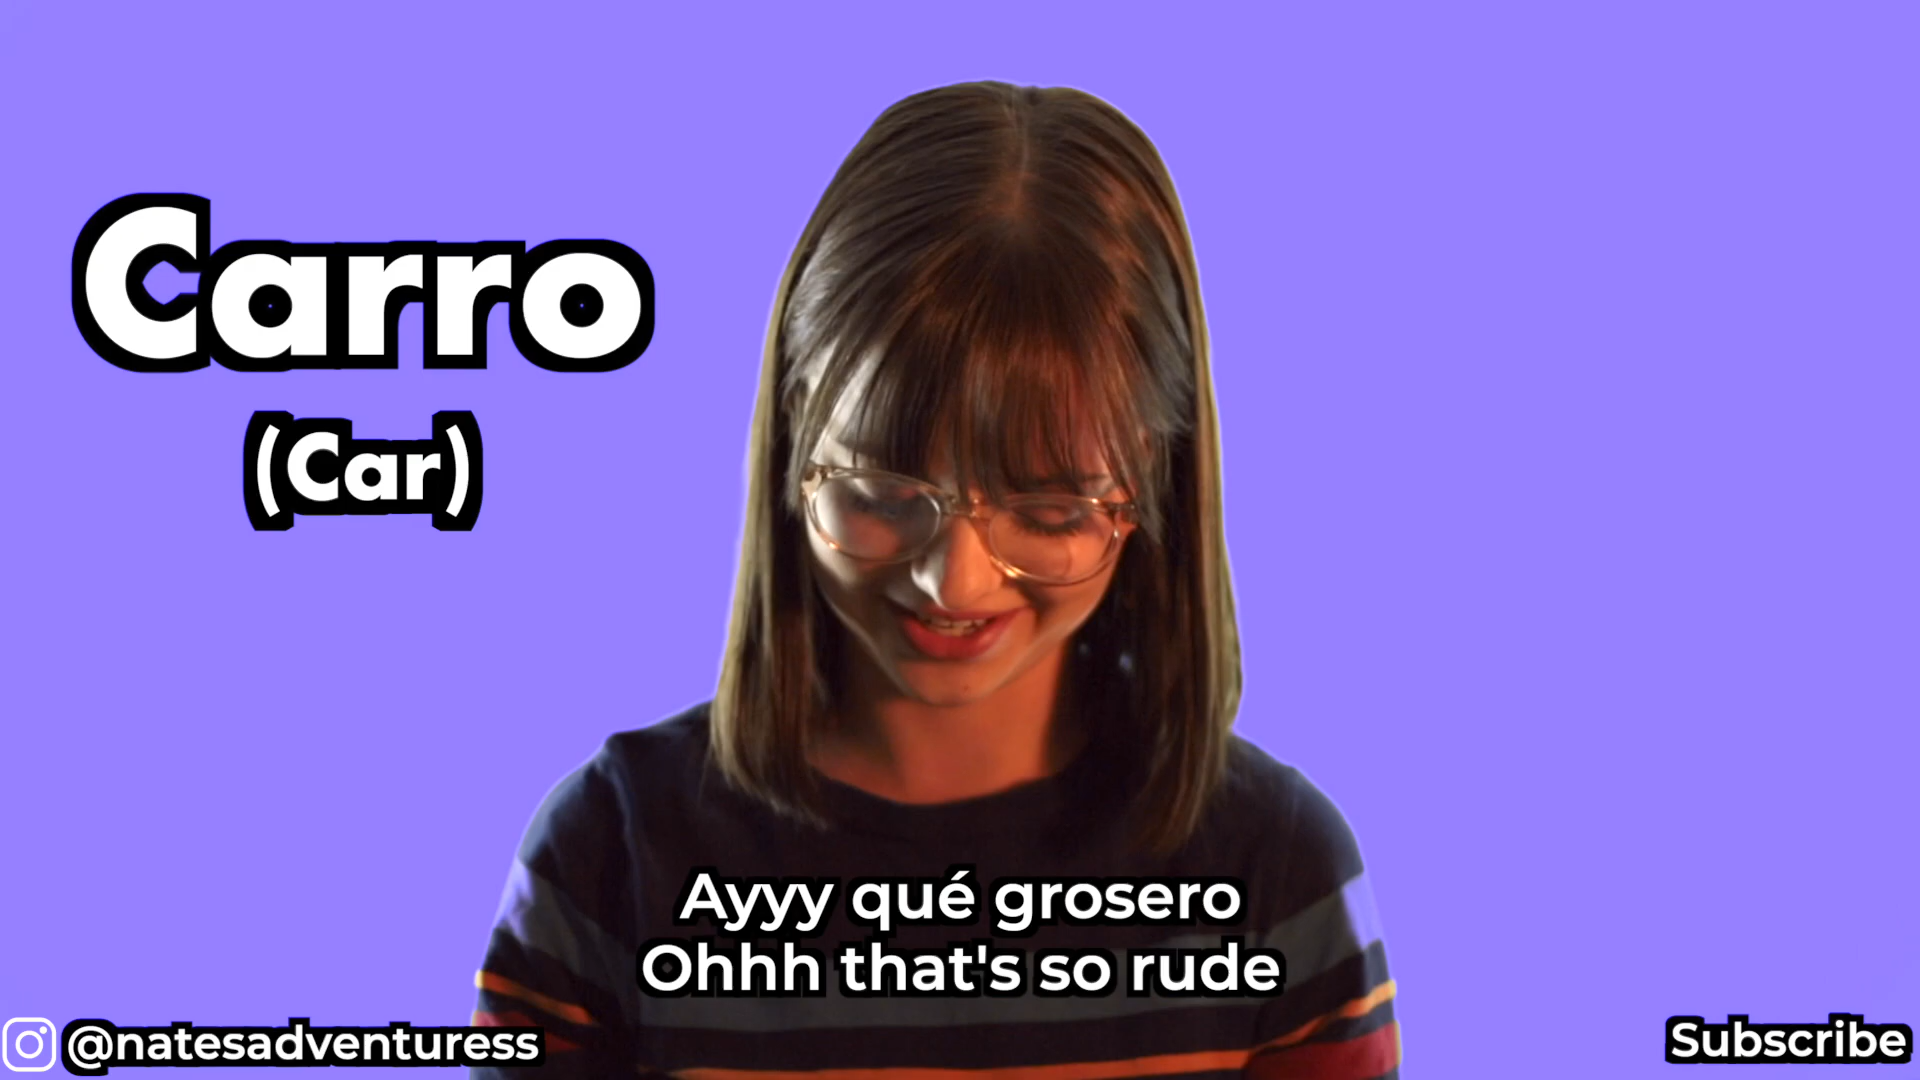 Carro
(Car)
Ayyy qué grosero
Ohhh that's so rude
@natesadventuress
Subscribe